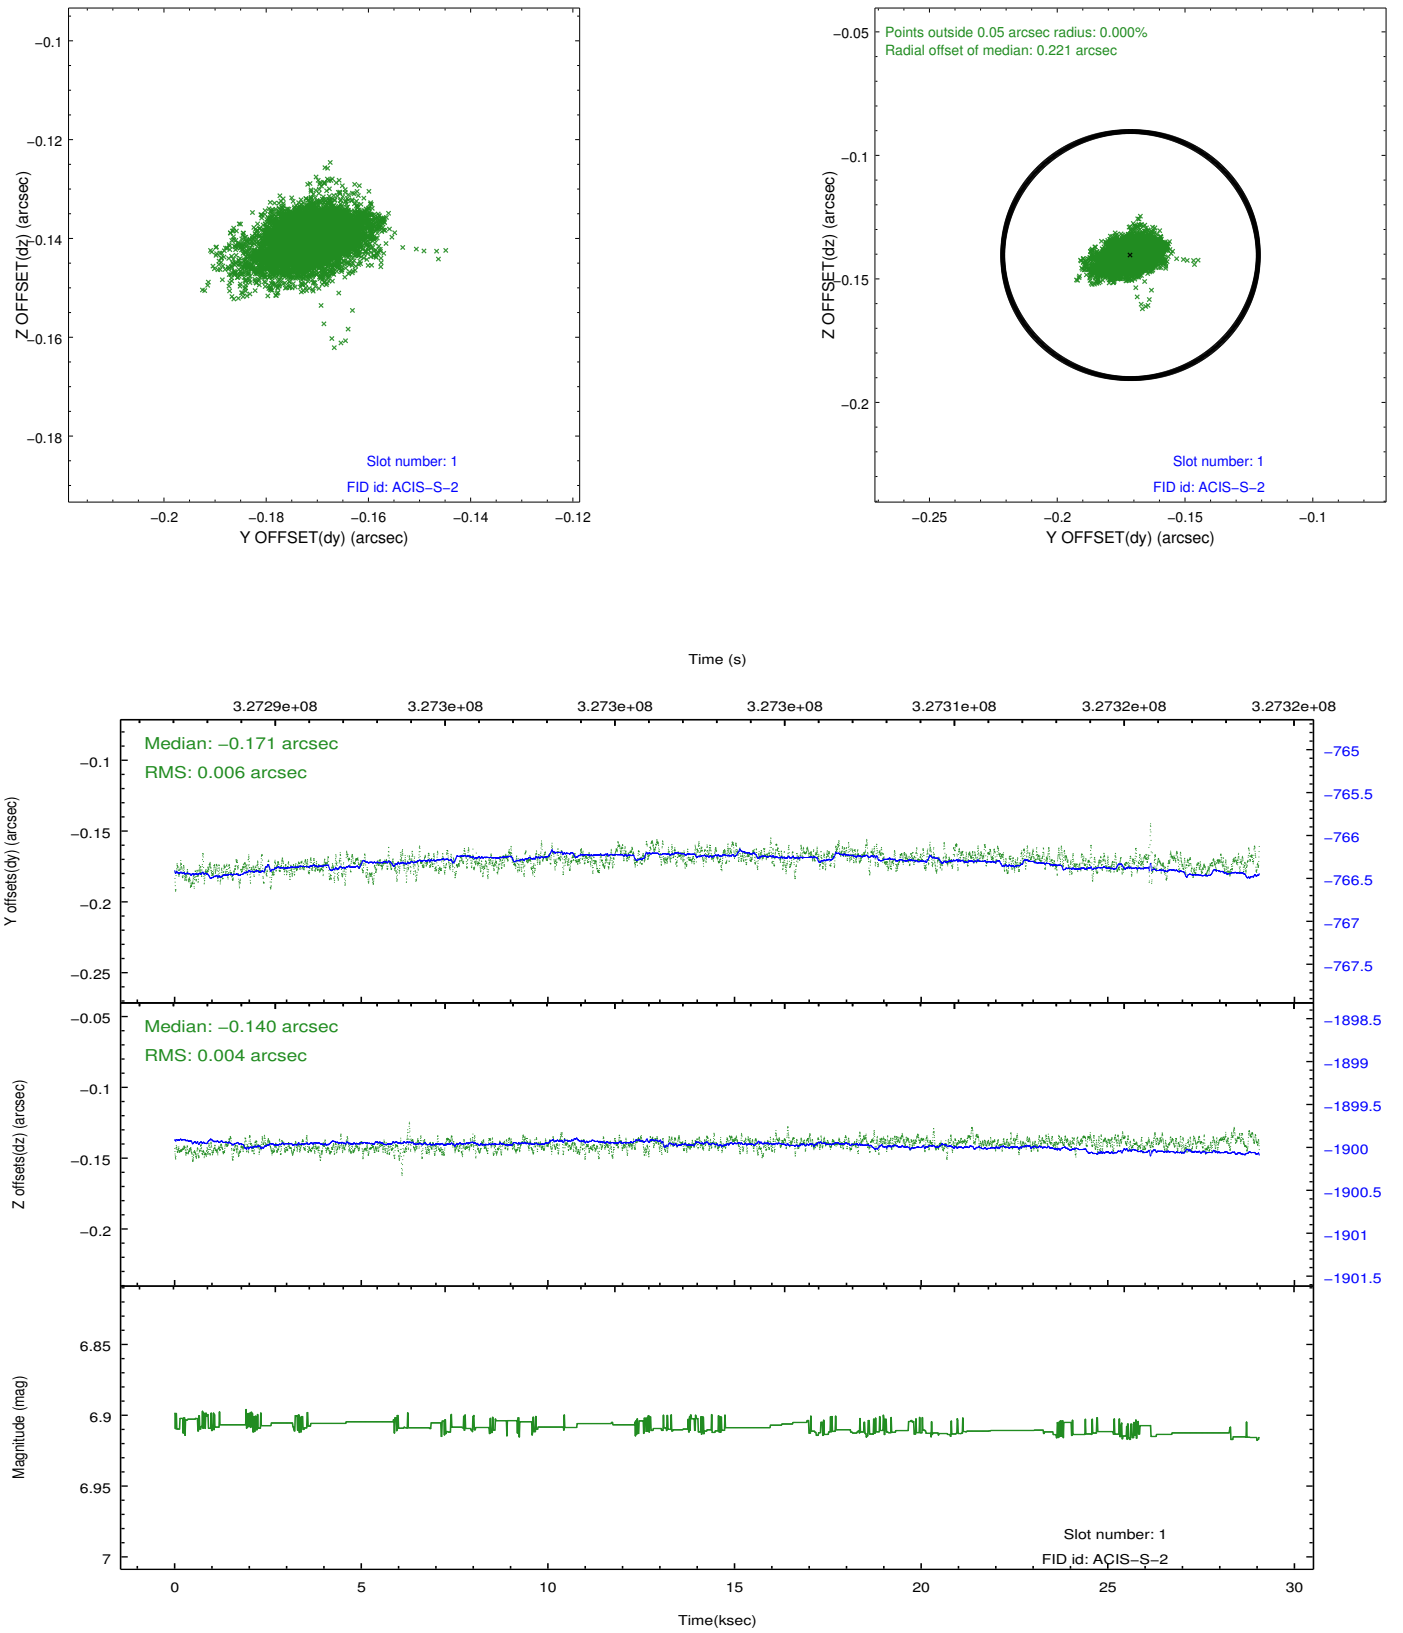 −0.1
−0.12
−0.14
−0.16
−0.18
Z OFFSET(dz) (arcsec)
Slot number: 1
FID id: ACIS−S−2
−0.2
−0.18
−0.16
−0.14
−0.12
Y OFFSET(dy) (arcsec)
Points outside 0.05 arcsec radius: 0.000%
Radial offset of median: 0.221 arcsec
−0.05
−0.1
−0.15
−0.2
Z OFFSET(dz) (arcsec)
Slot number: 1
FID id: ACIS−S−2
−0.25
−0.2
−0.15
−0.1
Y OFFSET(dy) (arcsec)
Time (s)
3.2729e+08
3.273e+08
3.273e+08
3.273e+08
3.2731e+08
3.2732e+08
3.2732e+08
Median: −0.171 arcsec
RMS: 0.006 arcsec
−0.1
−0.15
−0.2
−0.25
Y offsets(dy) (arcsec)
−765
−765.5
−766
−766.5
−767
−767.5
Median: −0.140 arcsec
RMS: 0.004 arcsec
−0.05
−0.1
−0.15
−0.2
Z offsets(dz) (arcsec)
−1898.5
−1899
−1899.5
−1900
−1900.5
−1901
−1901.5
6.85
6.9
6.95
7
Magnitude (mag)
Slot number: 1
FID id: ACIS−S−2
0
5
10
15
20
25
30
Time(ksec)